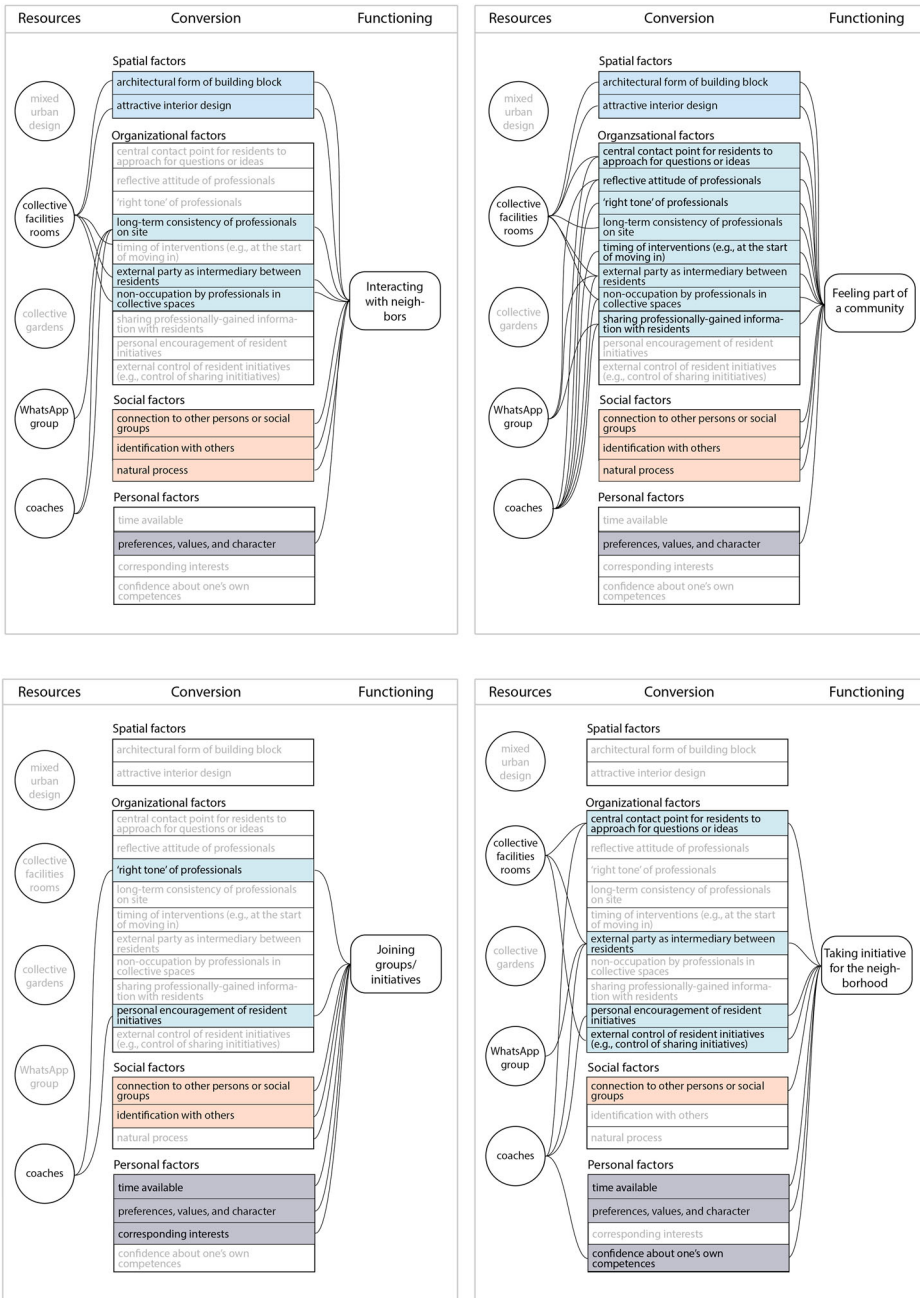 Resources
Conversion
Functioning
mixed
urban
design
collective
facilities
rooms
collective
gardens
WhatsApp
group
coaches
Spatial factors
architectural form of building block
attractive interior design
Organizational factors
central contact point for residents to
approach for questions or ideas
reflective attitude of professionals
‘right tone’ of professionals
long-term consistency of professionals
on site
timing of interventions (e.g., at the start
of moving in)
external party as intermediary between
residents
non-occupation by professionals in
collective spaces
sharing professionally-gained informa-
tion with residents
personal encouragement of resident
initiatives
external control of resident initiatives
(e.g., control of sharing inititiatives)
Social factors
connection to other persons or social
groups
identification with others
natural process
Personal factors
time available
preferences, values, and character
corresponding interests
confidence about one’s own
competences
Interacting
with neigh-
bors
Resources
Conversion
Functioning
mixed
urban
design
collective
facilities
rooms
collective
gardens
WhatsApp
group
coaches
Spatial factors
architectural form of building block
attractive interior design
Organzsational factors
central contact point for residents to
approach for questions or ideas
reflective attitude of professionals
‘right tone’ of professionals
long-term consistency of professionals
on site
timing of interventions (e.g., at the start
of moving in)
external party as intermediary between
residents
non-occupation by professionals in
collective spaces
sharing professionally-gained informa-
tion with residents
personal encouragement of resident
initiatives
external control of resident initiatives
(e.g., control of sharing inititiatives)
Social factors
connection to other persons or social
groups
identification with others
natural process
Personal factors
time available
preferences, values, and character
corresponding interests
confidence about one’s own
competences
Feeling part of
a community
Resources
Conversion
Functioning
mixed
urban
design
collective
facilities
rooms
collective
gardens
WhatsApp
group
coaches
Spatial factors
architectural form of building block
attractive interior design
Organizational factors
central contact point for residents to
approach for questions or ideas
reflective attitude of professionals
‘right tone’ of professionals
long-term consistency of professionals
on site
timing of interventions (e.g., at the start
of moving in)
external party as intermediary between
residents
non-occupation by professionals in
collective spaces
sharing professionally-gained informa-
tion with residents
personal encouragement of resident
initiatives
external control of resident initiatives
(e.g., control of sharing inititiatives)
Social factors
connection to other persons or social
groups
identification with others
natural process
Personal factors
time available
preferences, values, and character
corresponding interests
confidence about one’s own
competences
Joining
groups/
initiatives
Resources
Conversion
Functioning
mixed
urban
design
collective
facilities
rooms
collective
gardens
WhatsApp
group
coaches
Spatial factors
architectural form of building block
attractive interior design
Organizational factors
central contact point for residents to
approach for questions or ideas
reflective attitude of professionals
‘right tone’ of professionals
long-term consistency of professionals
on site
timing of interventions (e.g., at the start
of moving in)
external party as intermediary between
residents
non-occupation by professionals in
collective spaces
sharing professionally-gained informa-
tion with residents
personal encouragement of resident
initiatives
external control of resident initiatives
(e.g., control of sharing inititiatives)
Social factors
connection to other persons or social
groups
identification with others
natural process
Personal factors
time available
preferences, values, and character
corresponding interests
confidence about one’s own
competences
Taking initiative
for the neigh-
borhood